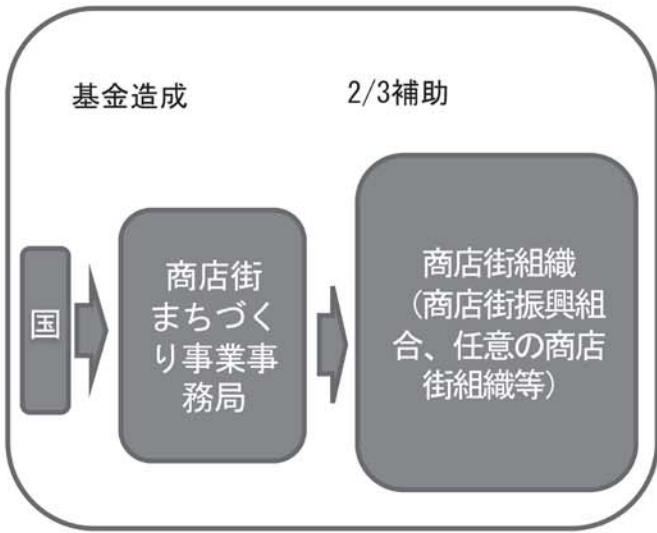 基金造成
2/3補助
国
商店街
まちづく
り事業事
務局
商店街組織
（商店街振興組
合、任意の商店
街組織等）